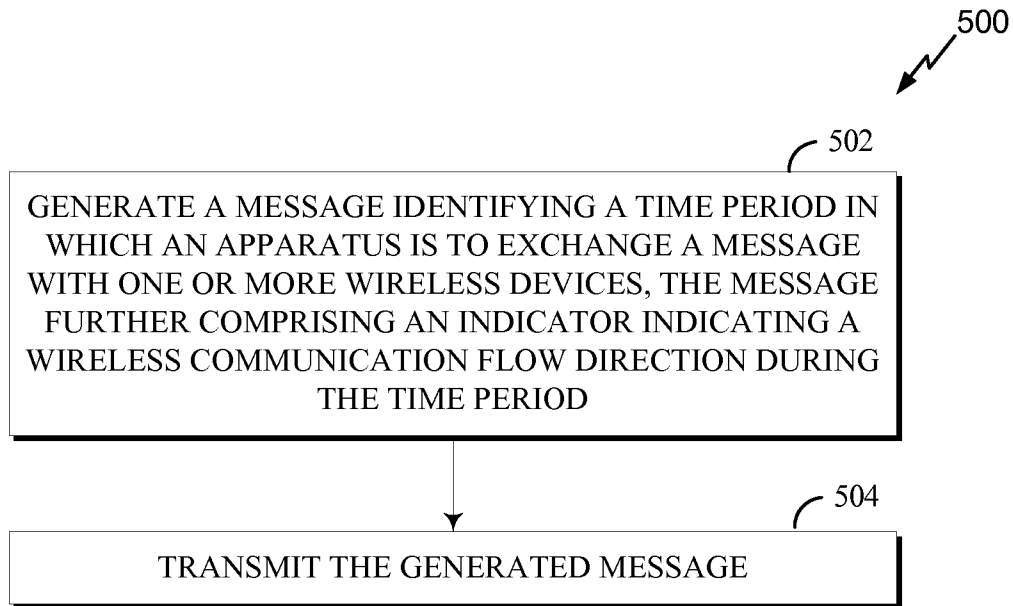 500
502
GENERATE A MESSAGE IDENTIFYING A TIME PERIOD IN
WHICH AN APPARATUS IS TO EXCHANGE A MESSAGE
WITH ONE OR MORE WIRELESS DEVICES, THE MESSAGE
FURTHER COMPRISING AN INDICATOR INDICATING A
WIRELESS COMMUNICATION FLOW DIRECTION DURING
THE TIME PERIOD
504
TRANSMIT THE GENERATED MESSAGE